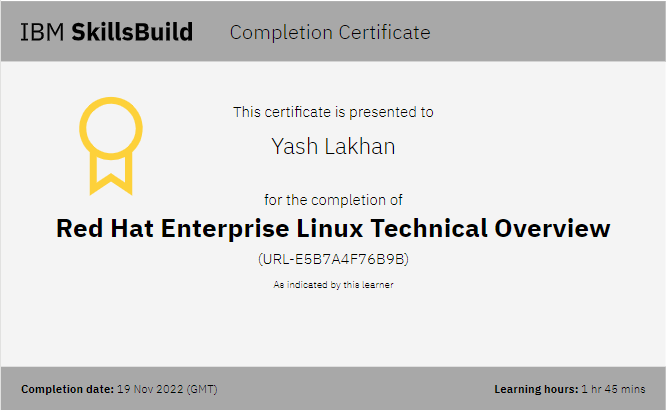 IBM SkillsBuild Completion Certificate
This certificate is presented to
Yash Lakhan
for the completion of
Red Hat Enterprise Linux Technical Overview
(URL-E5B7A4F76B9B)
As indicated by this learner
Completion date: 19 Nov 2022 (GMT) Learning hours: 1 hr 45 mins